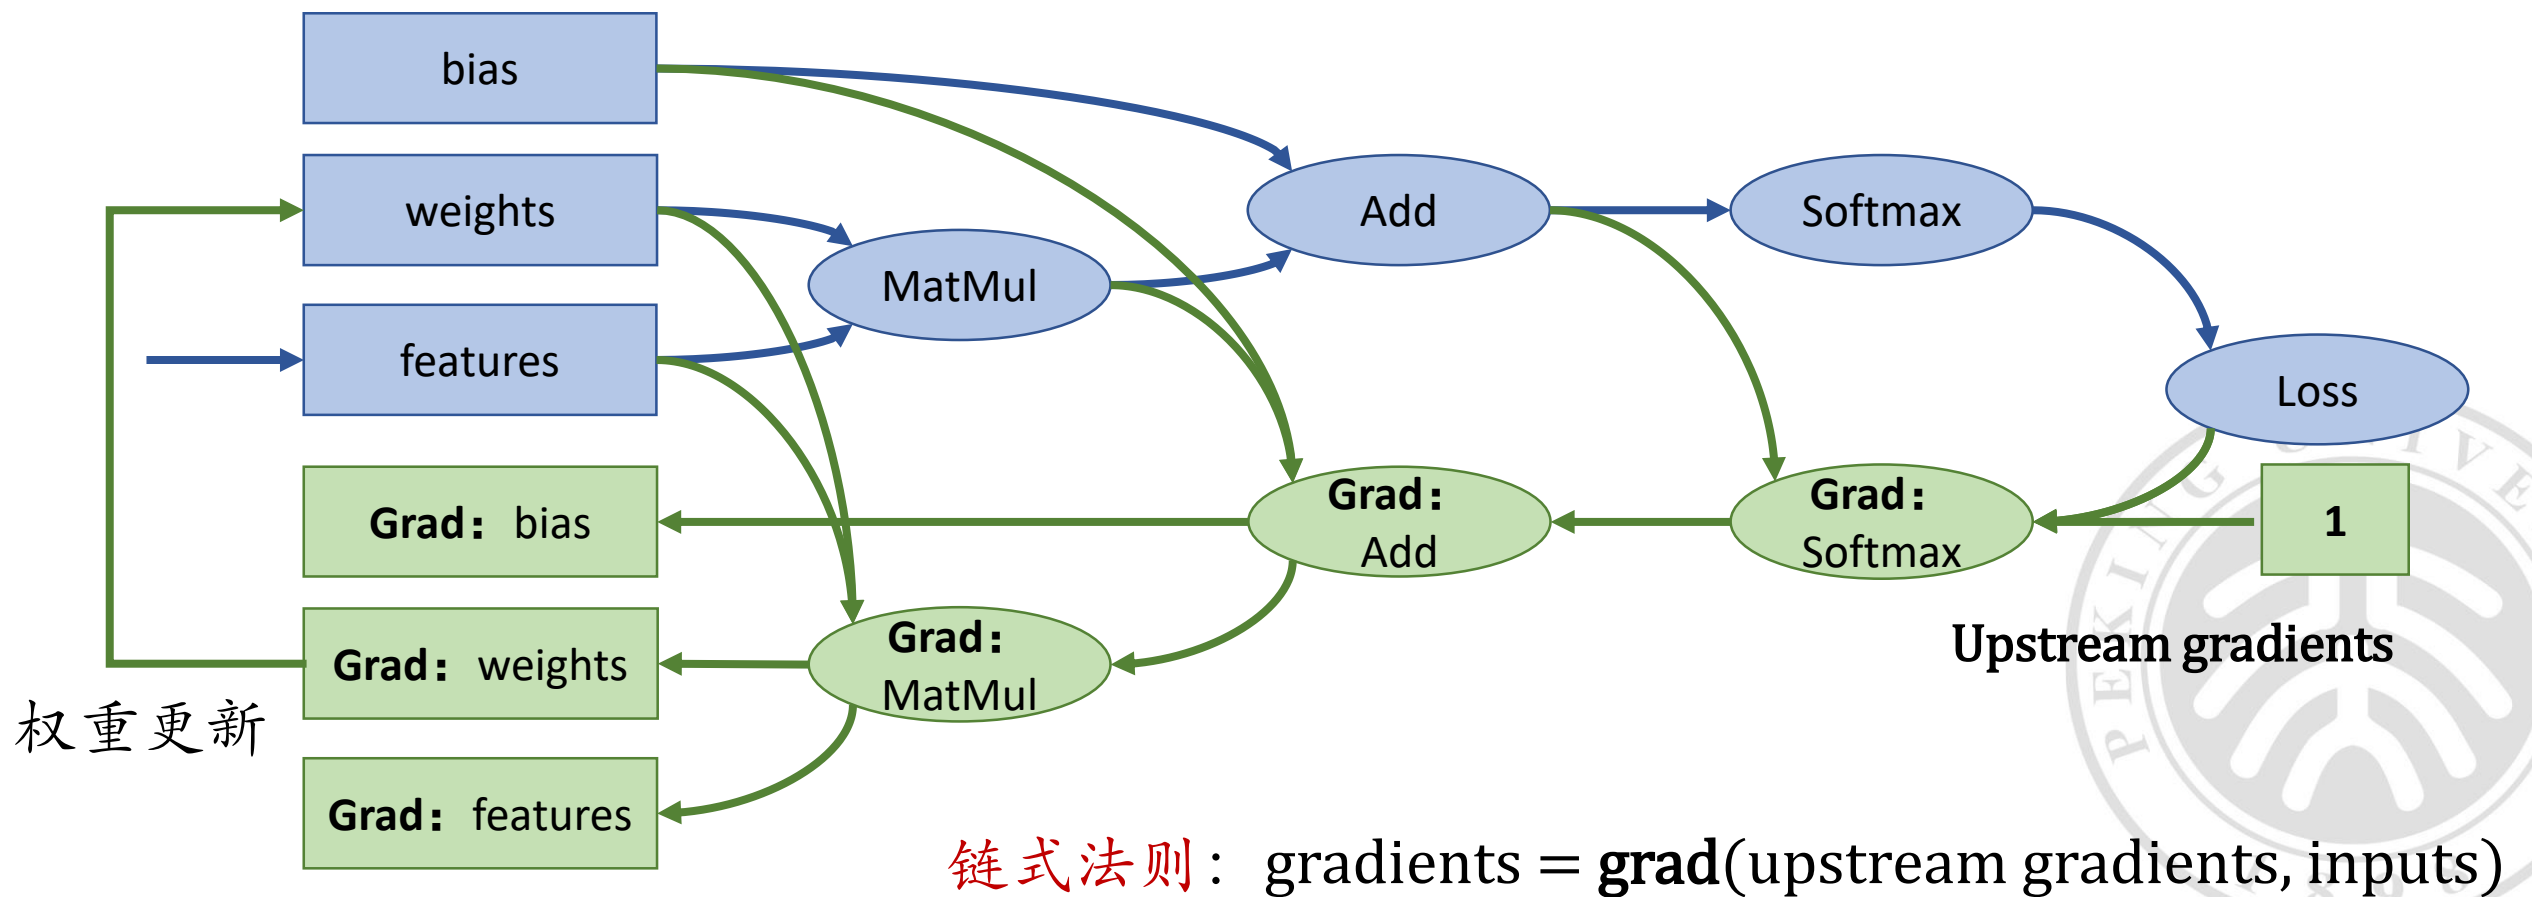 bias
weights
features
MatMul
Add
Softmax
Loss
Grad：bias
Grad：weights
Grad：features
Grad：
MatMul
Grad：
Add
Grad：
Softmax
1
Upstream gradients
权重更新
链式法则：gradients = grad(upstream gradients, inputs)